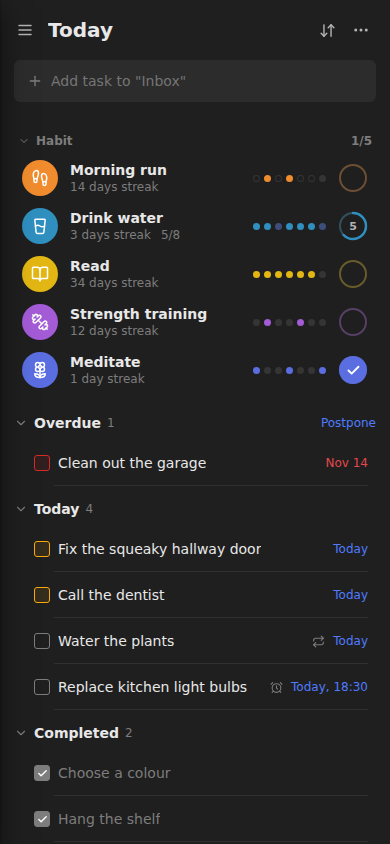 Today
Add task to "Inbox"
Habit 1/5
Morning run
14 days streak
Drink water
3 days streak 5/8
5
Read
34 days streak
Strength training
12 days streak
Meditate
1 day streak
Overdue 1 Postpone
Clean out the garage Nov 14
Today 4
Fix the squeaky hallway door Today
Call the dentist Today
Water the plants Today
Replace kitchen light bulbs Today, 18:30
Completed 2
Choose a colour
Hang the shelf